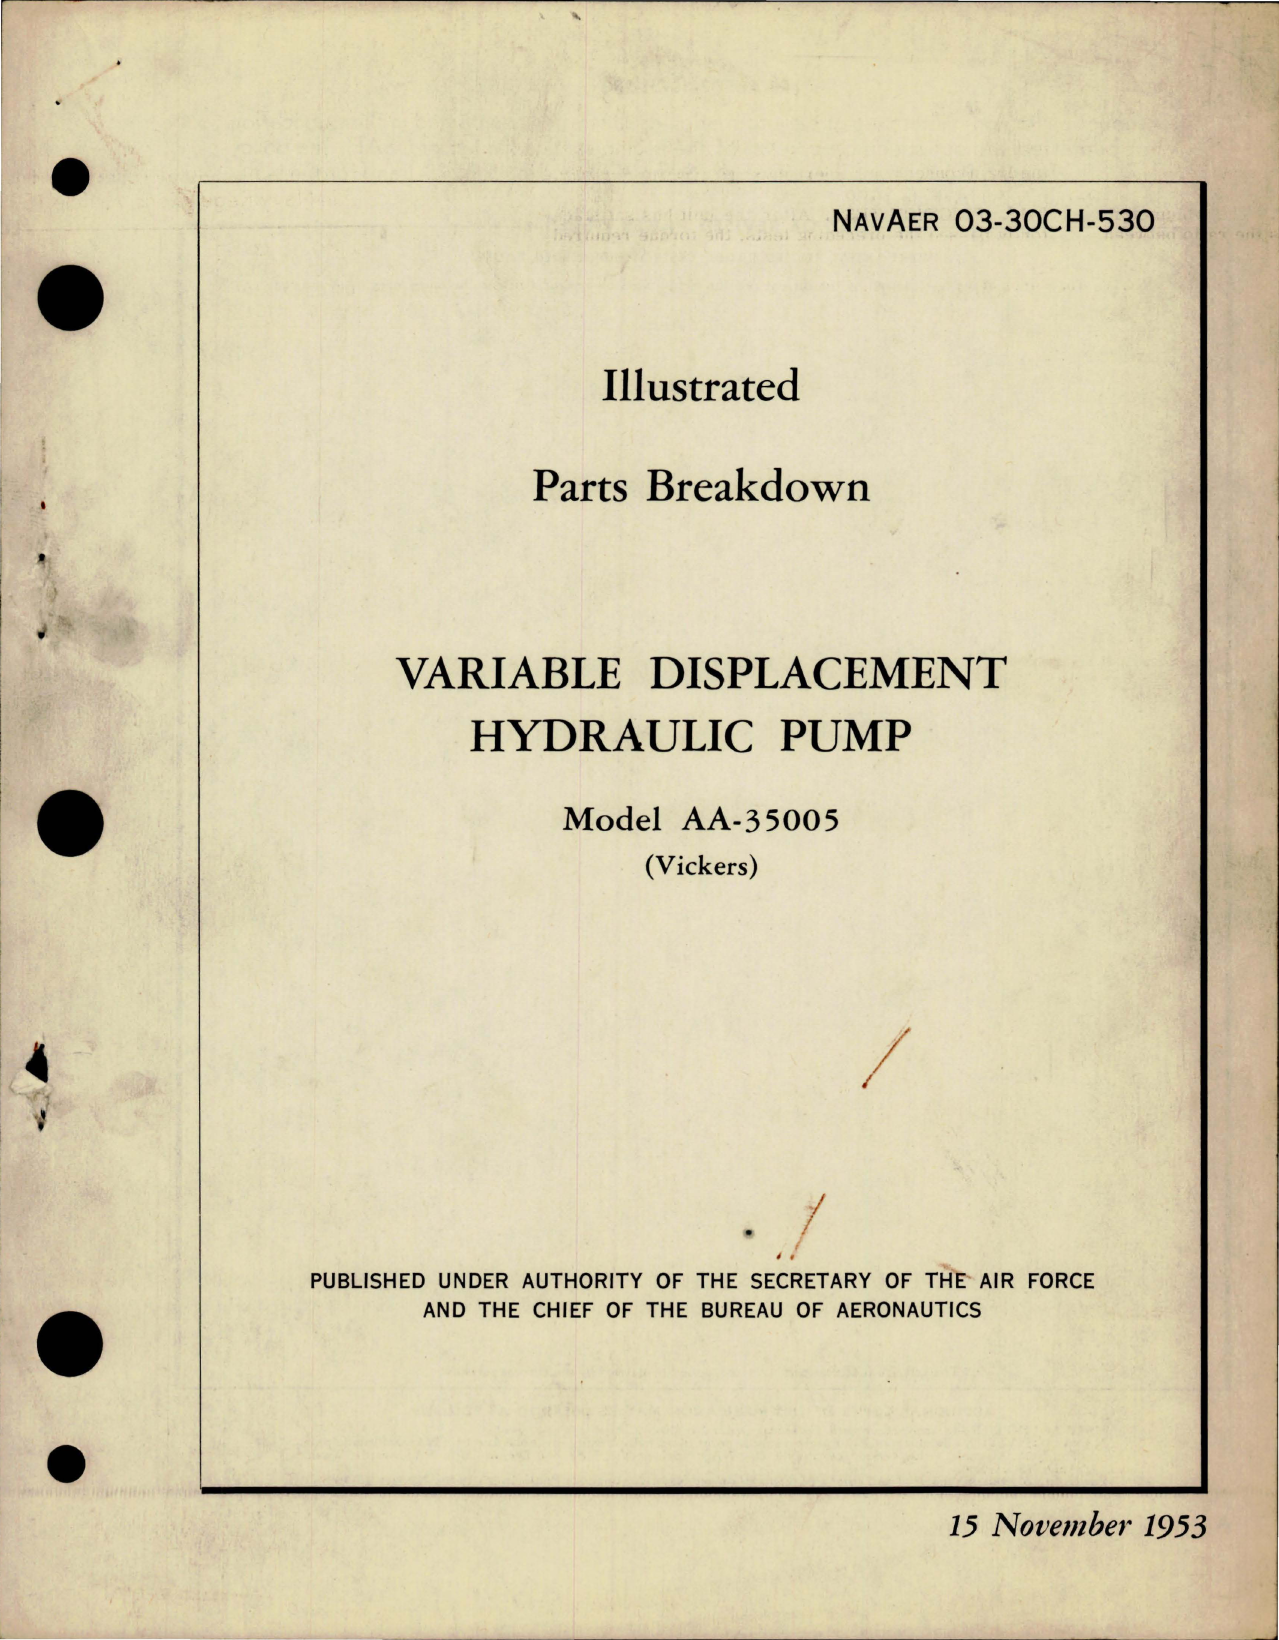 NAVAER 03-30CH-530
Illustrated
Parts Breakdown
VARIABLE DISPLACEMENT
HYDRAULIC PUMP
Model AA-35005
(Vickers)
PUBLISHED UNDER AUTHORITY OF THE SECRETARY OF THE AIR FORCE
AND THE CHIEF OF THE BUREAU OF AERONAUTICS
15 November 1953